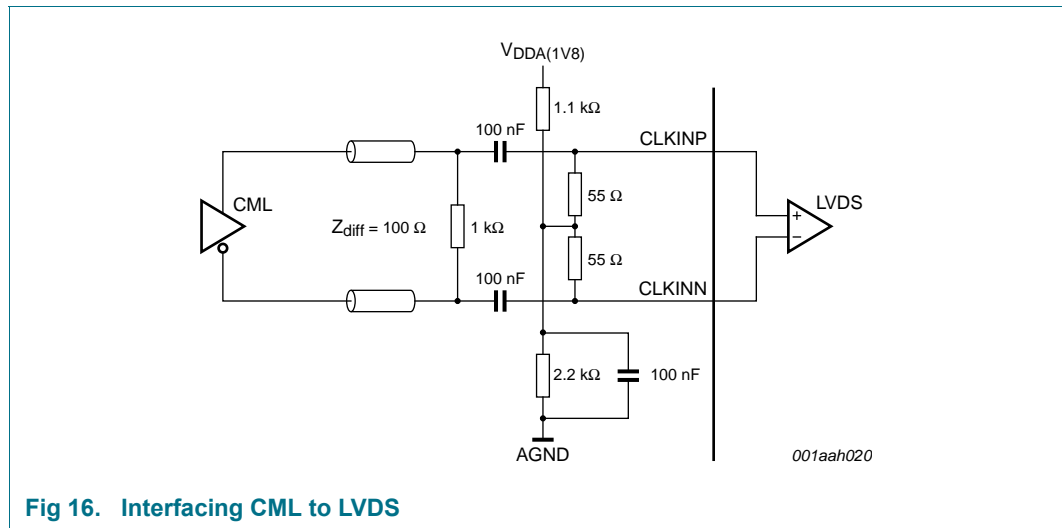 VDDA(1V8)
1.1 kΩ
100 nF
CLKINP
55 Ω
CML
LVDS
Zdiff = 100 Ω
1 kΩ
+
−
55 Ω
100 nF
CLKINN
2.2 kΩ
100 nF
AGND
001aah020
Fig 16. Interfacing CML to LVDS